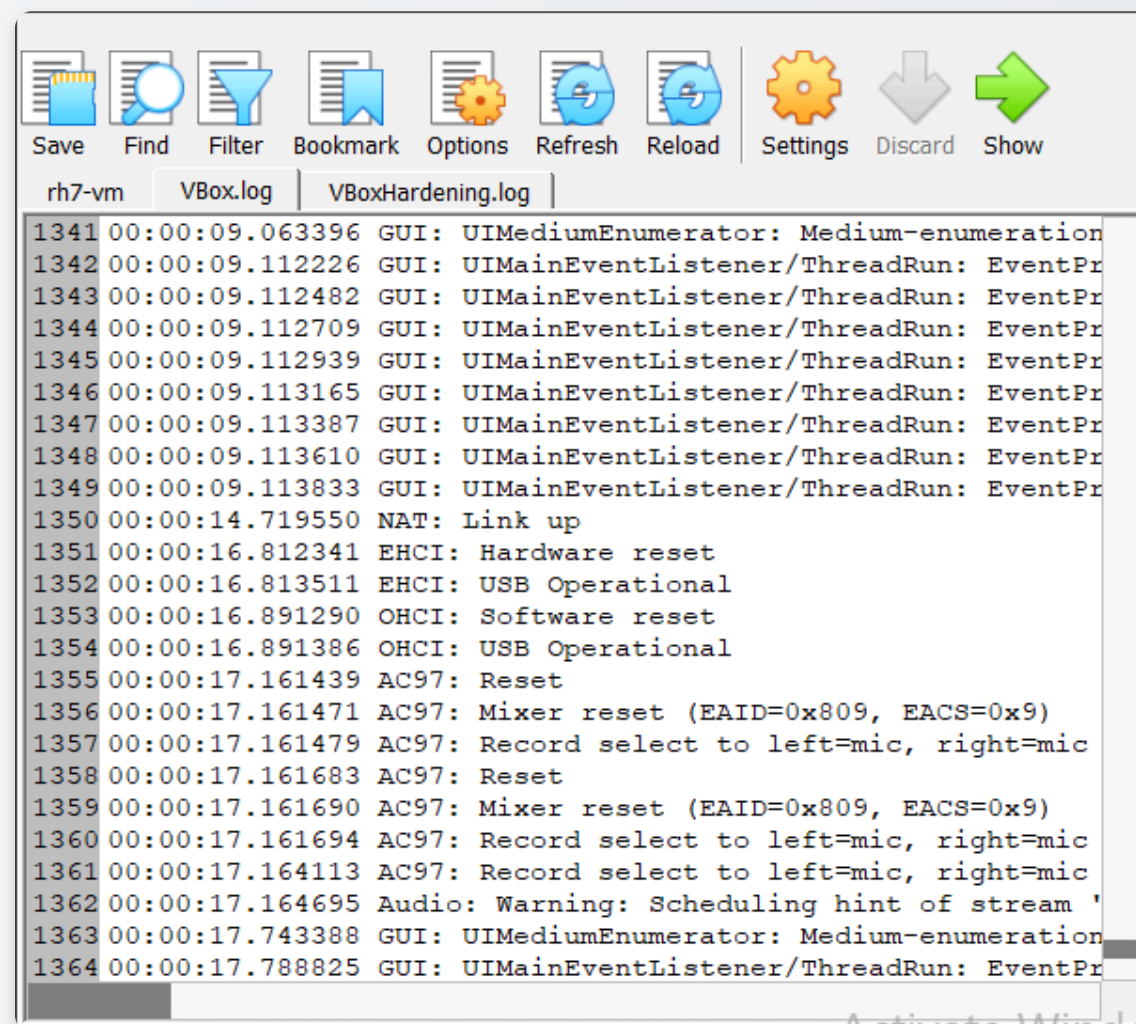 Save Find Filter Bookmark Options Refresh Reload Settings Discard Show
rh7-vm VBox.log VBoxHardening.log
1341 00:00:09.063396 GUI: UIMediumEnumerator: Medium-enumeration
1342 00:00:09.112226 GUI: UIMainEventListener/ThreadRun: EventPr
1343 00:00:09.112482 GUI: UIMainEventListener/ThreadRun: EventPr
1344 00:00:09.112709 GUI: UIMainEventListener/ThreadRun: EventPr
1345 00:00:09.112939 GUI: UIMainEventListener/ThreadRun: EventPr
1346 00:00:09.113165 GUI: UIMainEventListener/ThreadRun: EventPr
1347 00:00:09.113387 GUI: UIMainEventListener/ThreadRun: EventPr
1348 00:00:09.113610 GUI: UIMainEventListener/ThreadRun: EventPr
1349 00:00:09.113833 GUI: UIMainEventListener/ThreadRun: EventPr
1350 00:00:14.719550 NAT: Link up
1351 00:00:16.812341 EHCI: Hardware reset
1352 00:00:16.813511 EHCI: USB Operational
1353 00:00:16.891290 OHCI: Software reset
1354 00:00:16.891386 OHCI: USB Operational
1355 00:00:17.161439 AC97: Reset
1356 00:00:17.161471 AC97: Mixer reset (EAID=0x809, EACS=0x9)
1357 00:00:17.161479 AC97: Record select to left=mic, right=mic
1358 00:00:17.161683 AC97: Reset
1359 00:00:17.161690 AC97: Mixer reset (EAID=0x809, EACS=0x9)
1360 00:00:17.161694 AC97: Record select to left=mic, right=mic
1361 00:00:17.164113 AC97: Record select to left=mic, right=mic
1362 00:00:17.164695 Audio: Warning: Scheduling hint of stream '
1363 00:00:17.743388 GUI: UIMediumEnumerator: Medium-enumeration
1364 00:00:17.788825 GUI: UIMainEventListener/ThreadRun: EventPr